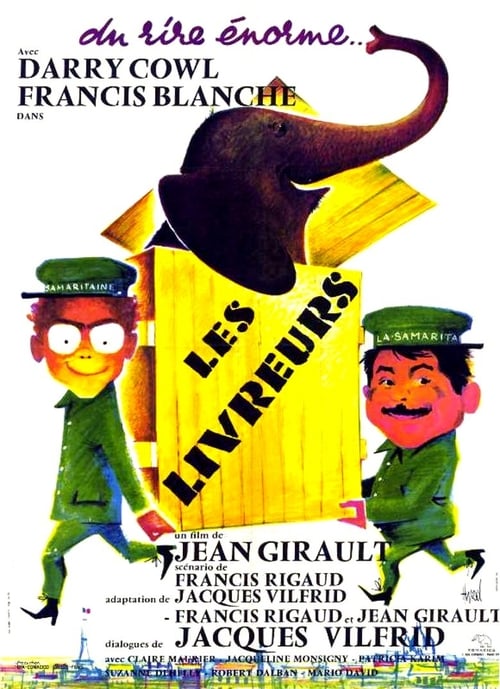 du rire énorme...
Avec
DARRY COWL
FRANCIS BLANCHE
DANS
SAMARITAINE
LA-SAMARITA
LES
LIVREURS
un film de
JEAN GIRAULT
scénario de
FRANCIS RIGAUD
adaptation de JACQUES VILFRID
- FRANCIS RIGAUD et JEAN GIRAULT
dialogues de JACQUES VILFRID
avec CLAIRE MAURIER - JACQUELINE MONSIGNY - PATRICIA KARIM
SUZANNE DEHELLY - ROBERT DALBAN - MARIO DAVID